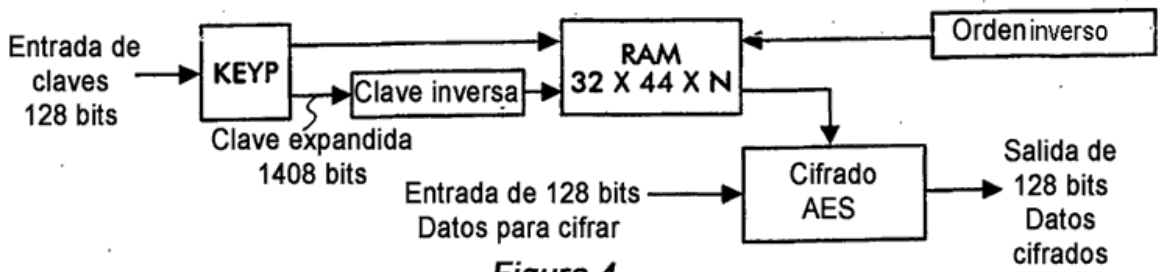 Entrada de
claves
128 bits
KEYP
Clave inversa
Clave expandida
1408 bits
RAM
32 X 44 X N
Orden inverso
Entrada de 128 bits
Datos para cifrar
Cifrado
AES
Salida de
128 bits
Datos
cifrados
Figura 4